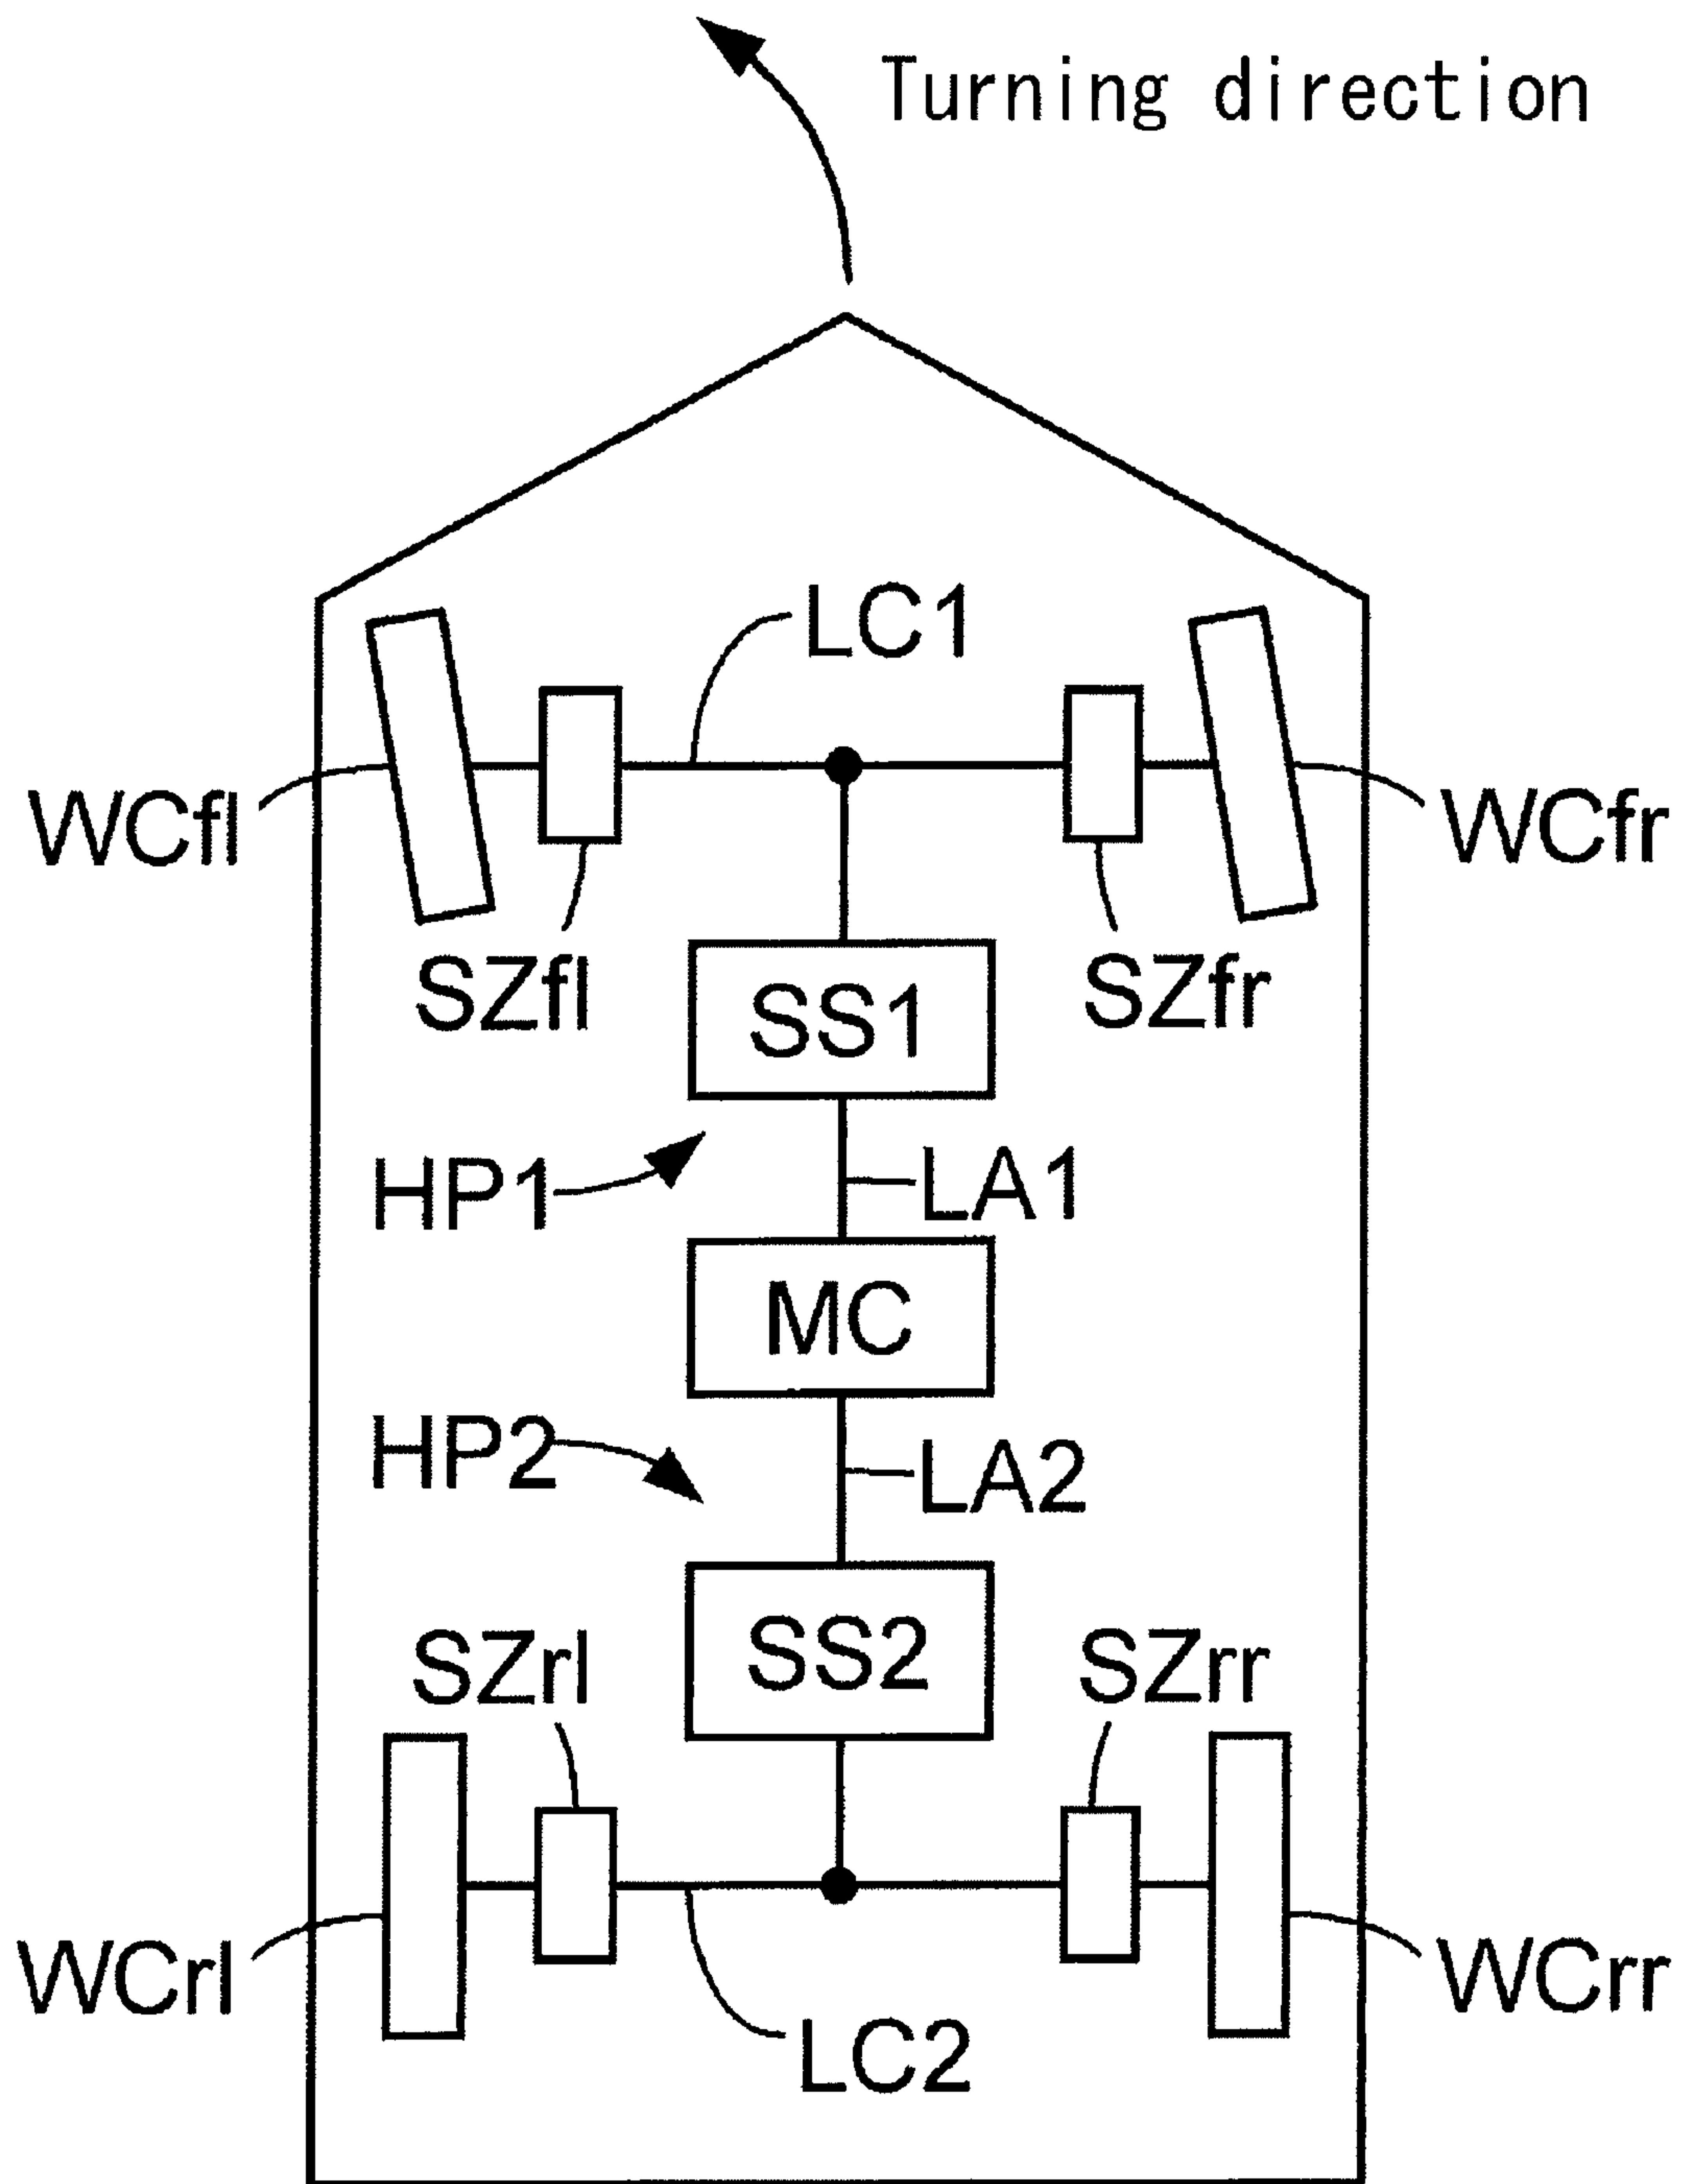 Turning direction
LC1
WCfl
WCfr
SZfl
SZfr
SS1
HP1
LA1
MC
HP2
LA2
SS2
SZrl
SZrr
WCrl
WCrr
LC2